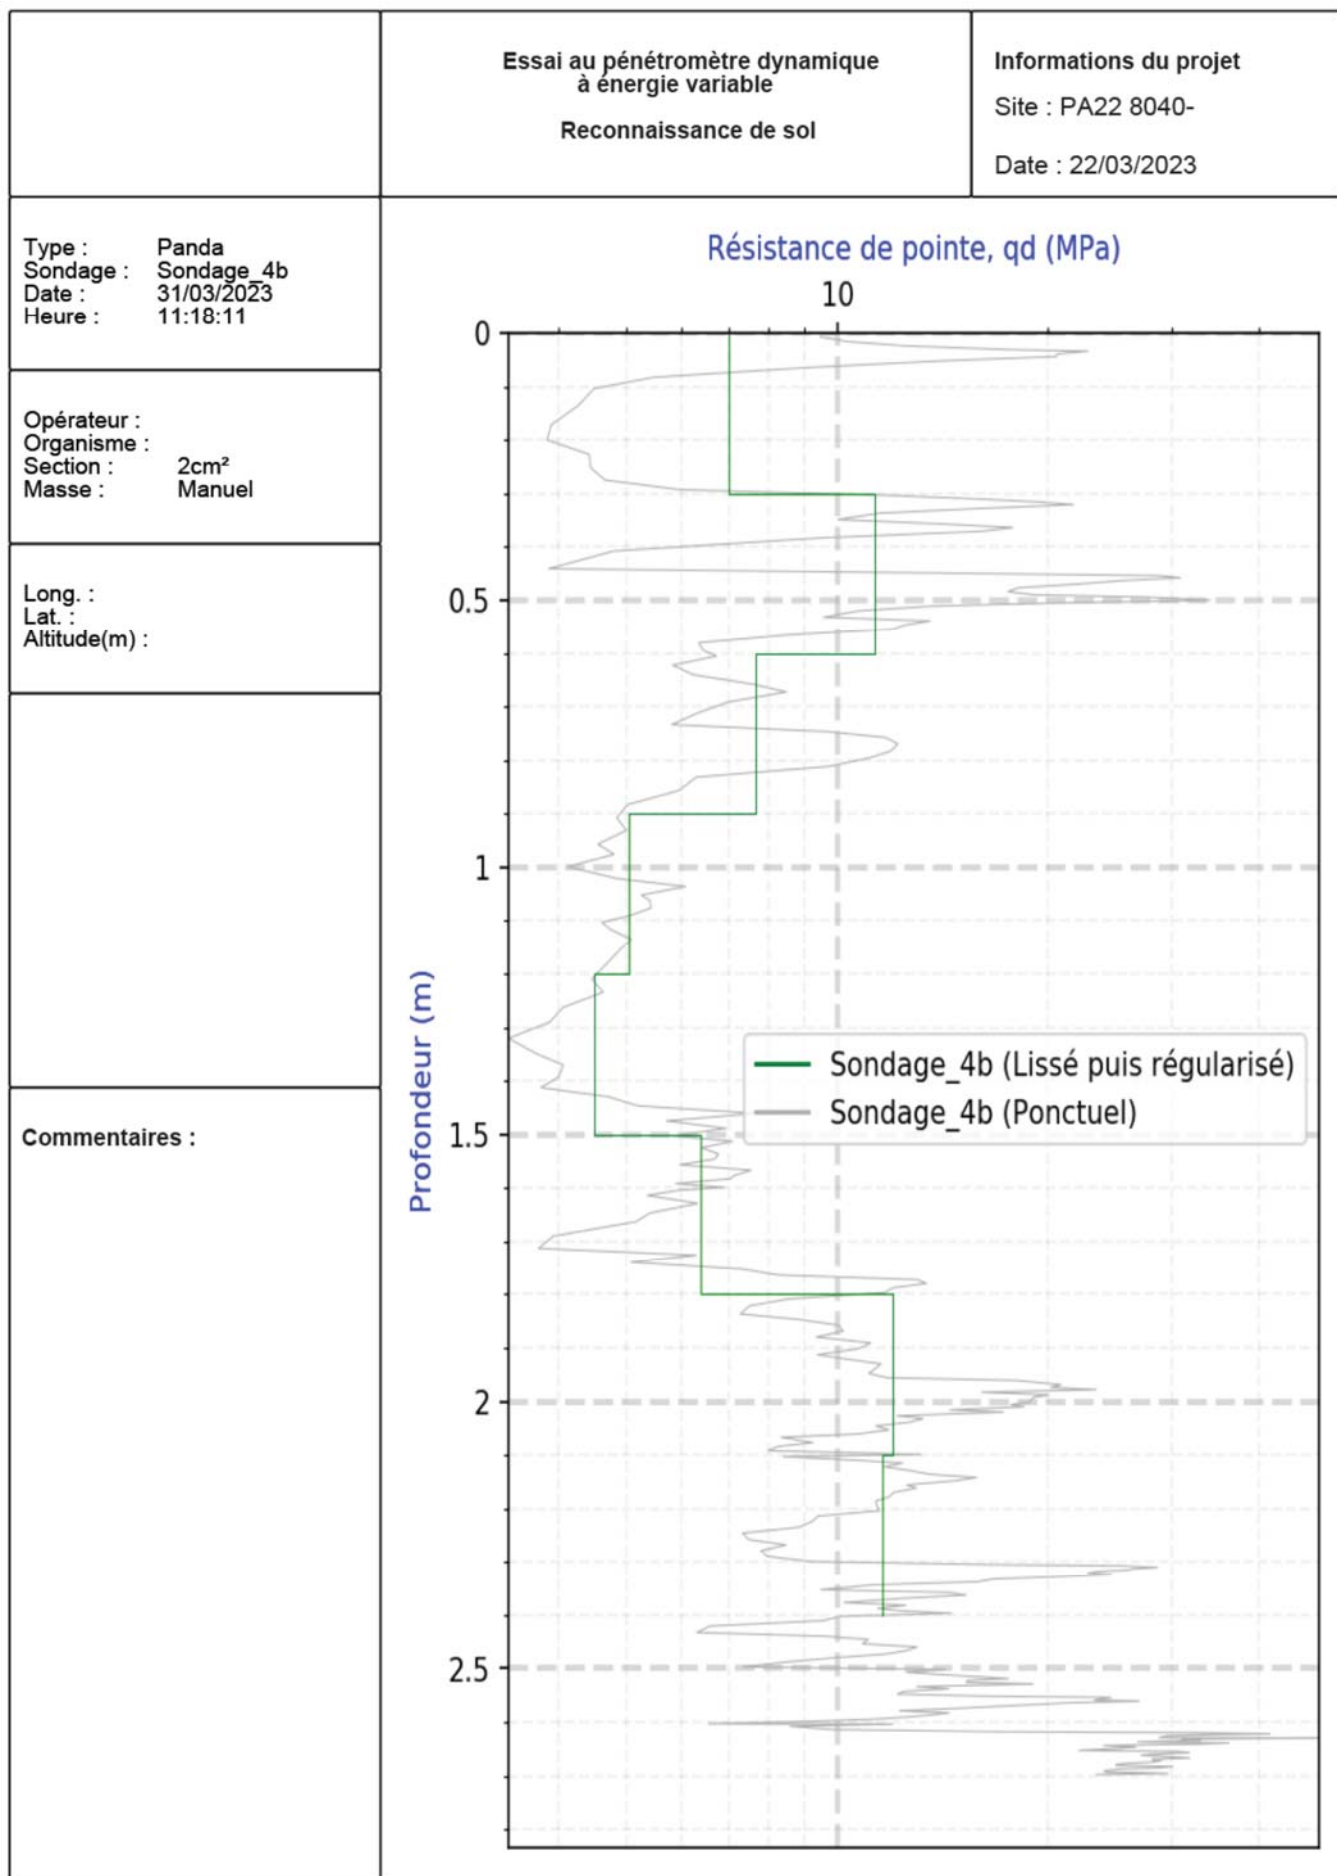 Essai au pénétromètre dynamique
à énergie variable
Reconnaissance de sol
Informations du projet
Site : PA22 8040-
Date : 22/03/2023
Type : Panda
Sondage : Sondage_4b
Date : 31/03/2023
Heure : 11:18:11
Opérateur :
Organisme :
Section : 2cm²
Masse : Manuel
Long. :
Lat. :
Altitude(m) :
Commentaires :
Résistance de pointe, qd (MPa)
10
0
0.5
1
1.5
2
2.5
Profondeur (m)
Sondage_4b (Lissé puis régularisé)
Sondage_4b (Ponctuel)